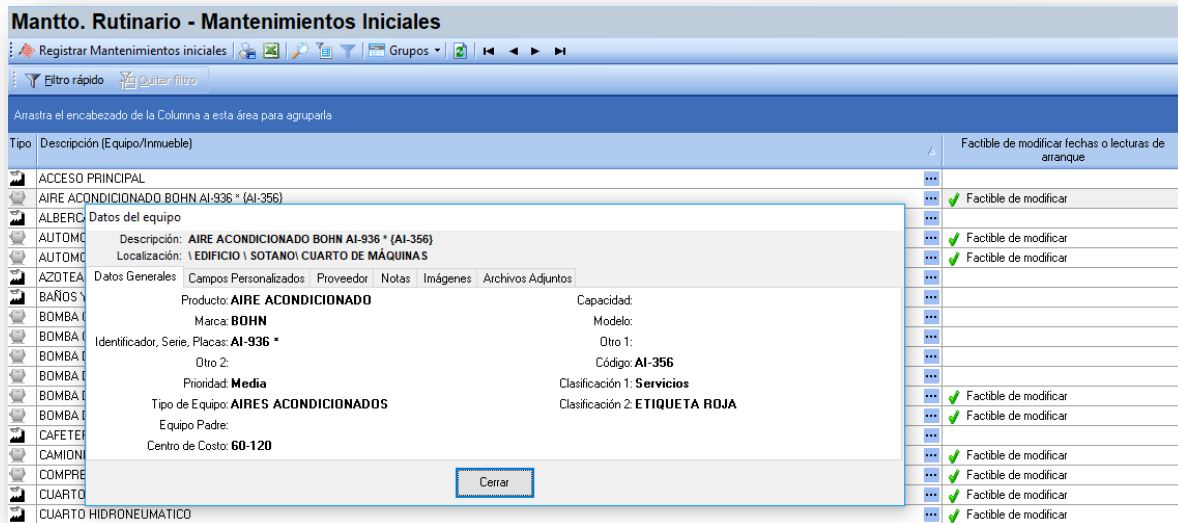 Mantto. Rutinario - Mantenimientos Iniciales
Registrar Mantenimientos iniciales Grupos
Filtro rápido Quitar filtro
Arrastra el encabezado de la Columna a esta área para agruparla
Tipo Descripción (Equipo/Inmueble) Factible de modificar fechas o lecturas de arranque
ACCESO PRINCIPAL
AIRE ACONDICIONADO BOHN AI-936 * {AI-356} Factible de modificar
ALBERCA
Datos del equipo
AUTOMO Factible de modificar
Descripción: AIRE ACONDICIONADO BOHN AI-936 * {AI-356}
AUTOMO Factible de modificar
Localización: \ EDIFICIO \ SOTANO\ CUARTO DE MÁQUINAS
AZOTEA
Datos Generales Campos Personalizados Proveedor Notas Imágenes Archivos Adjuntos
BAÑOS Y
Producto: AIRE ACONDICIONADO Capacidad:
BOMBA
Marca: BOHN Modelo:
BOMBA
Identificador, Serie, Placas: AI-936 * Otro 1:
BOMBA D
Otro 2: Código: AI-356
BOMBA D
Prioridad: Media Clasificación 1: Servicios
BOMBA D Factible de modificar
Tipo de Equipo: AIRES ACONDICIONADOS Clasificación 2: ETIQUETA ROJA
BOMBA D Factible de modificar
Equipo Padre:
CAFETER
Centro de Costo: 60-120
CAMIONE Factible de modificar
COMPRE Factible de modificar
Cerrar
CUARTO Factible de modificar
CUARTO HIDRONEUMATICO Factible de modificar